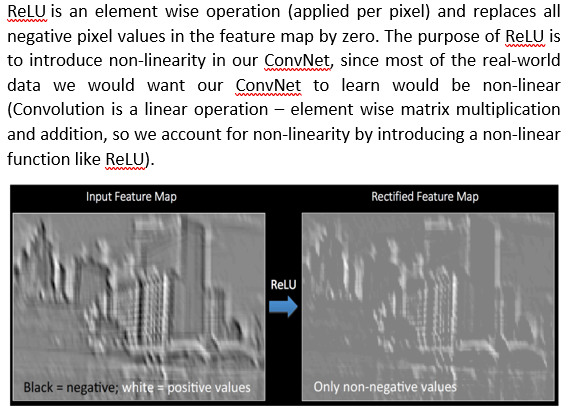 ReLU is an element wise operation (applied per pixel) and replaces all
negative pixel values in the feature map by zero. The purpose of ReLU is
to introduce non-linearity in our ConvNet, since most of the real-world
data we would want our ConvNet to learn would be non-linear
(Convolution is a linear operation – element wise matrix multiplication
and addition, so we account for non-linearity by introducing a non-linear
function like ReLU).
Input Feature Map
Rectified Feature Map
ReLU
Black = negative; white = positive values
Only non-negative values